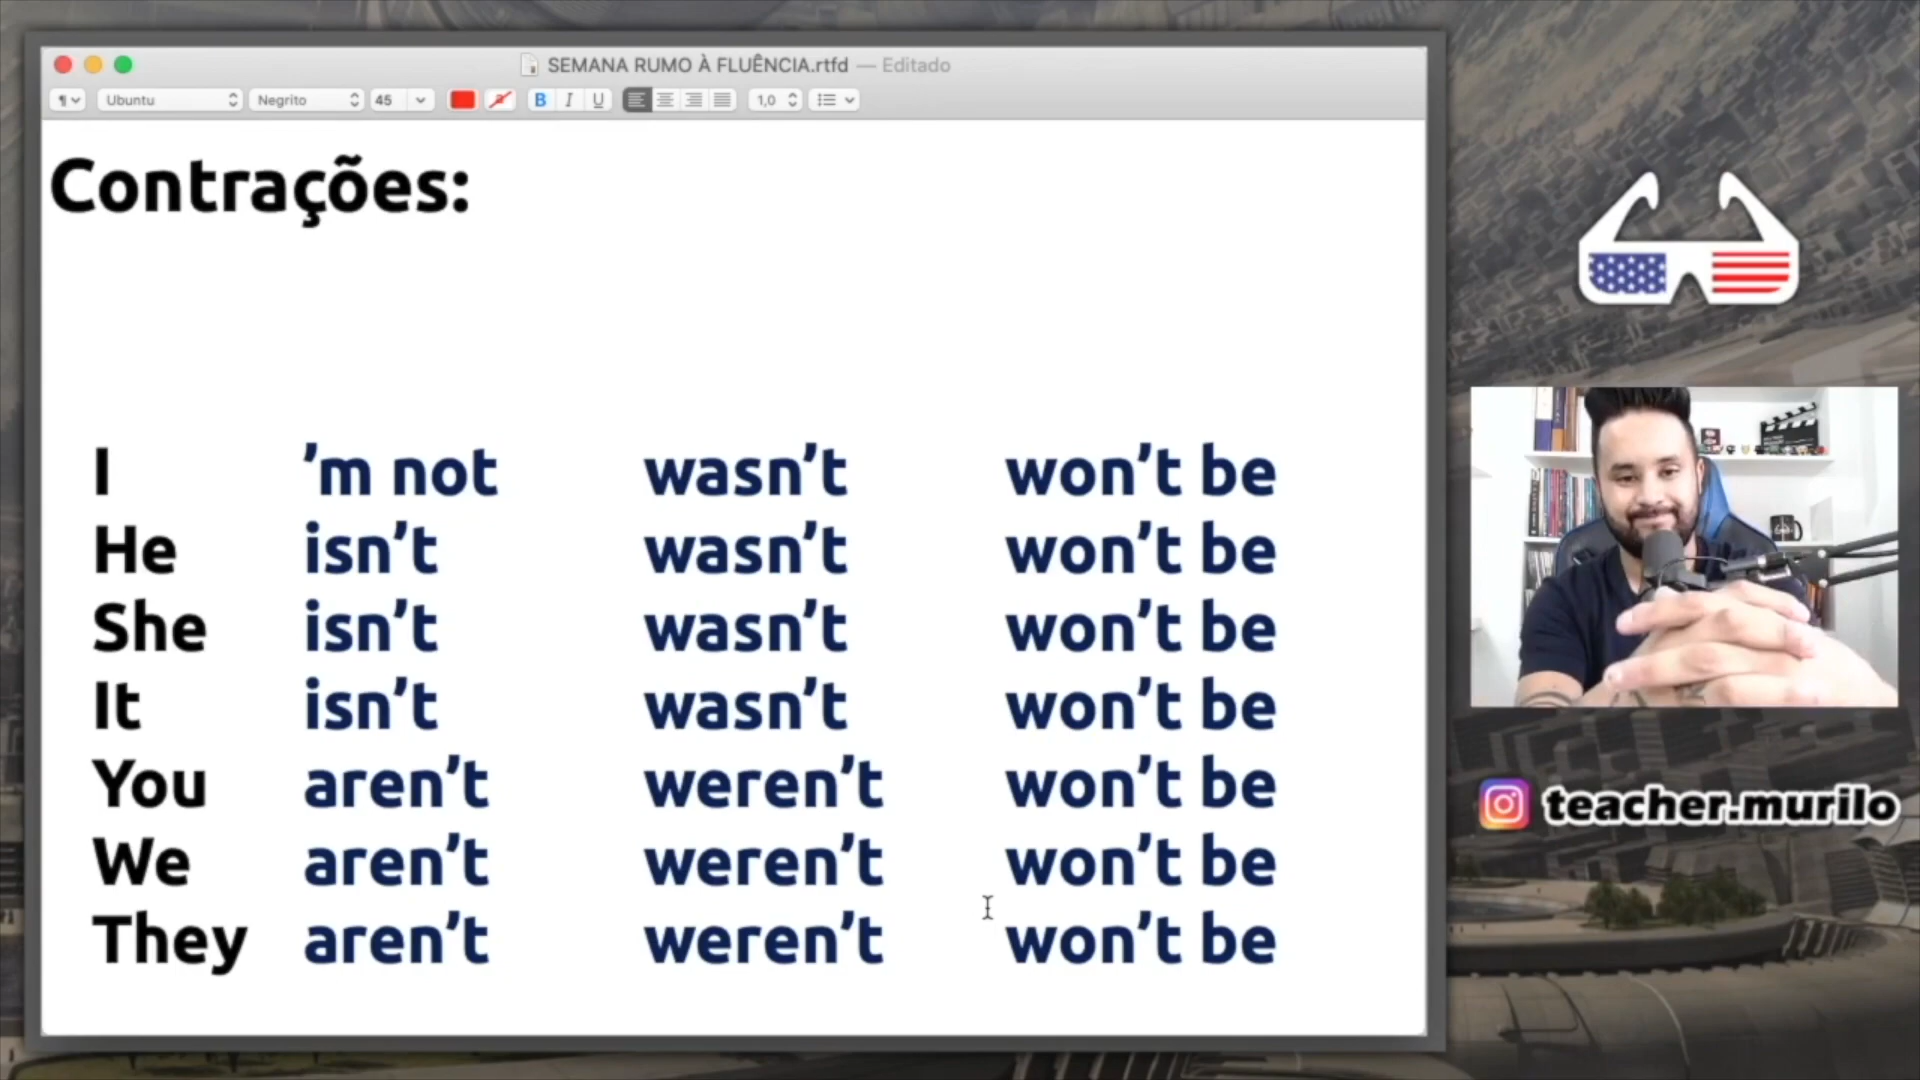 SEMANA RUMO À FLUÊNCIA.rtfd — Editado
Ubuntu Negrito 45 B I U 1,0
Contrações:
I ’m not wasn’t won’t be
He isn’t wasn’t won’t be
She isn’t wasn’t won’t be
It isn’t wasn’t won’t be
You aren’t weren’t won’t be
We aren’t weren’t won’t be
They aren’t weren’t won’t be
teacher.murilo